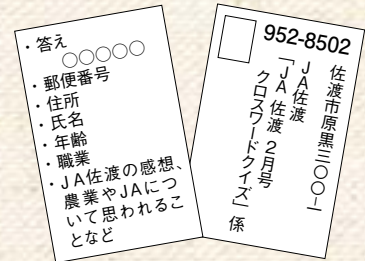 ・答え
○○○○○
・郵便番号
・住所
・氏名
・年齢
・職業
・JA佐渡の感想、
農業やJAにつ
いて思われるこ
となど
952-8502
佐渡市原黒三〇〇-一
JA佐渡
「JA佐渡 2月号
クロスワードクイズ」係